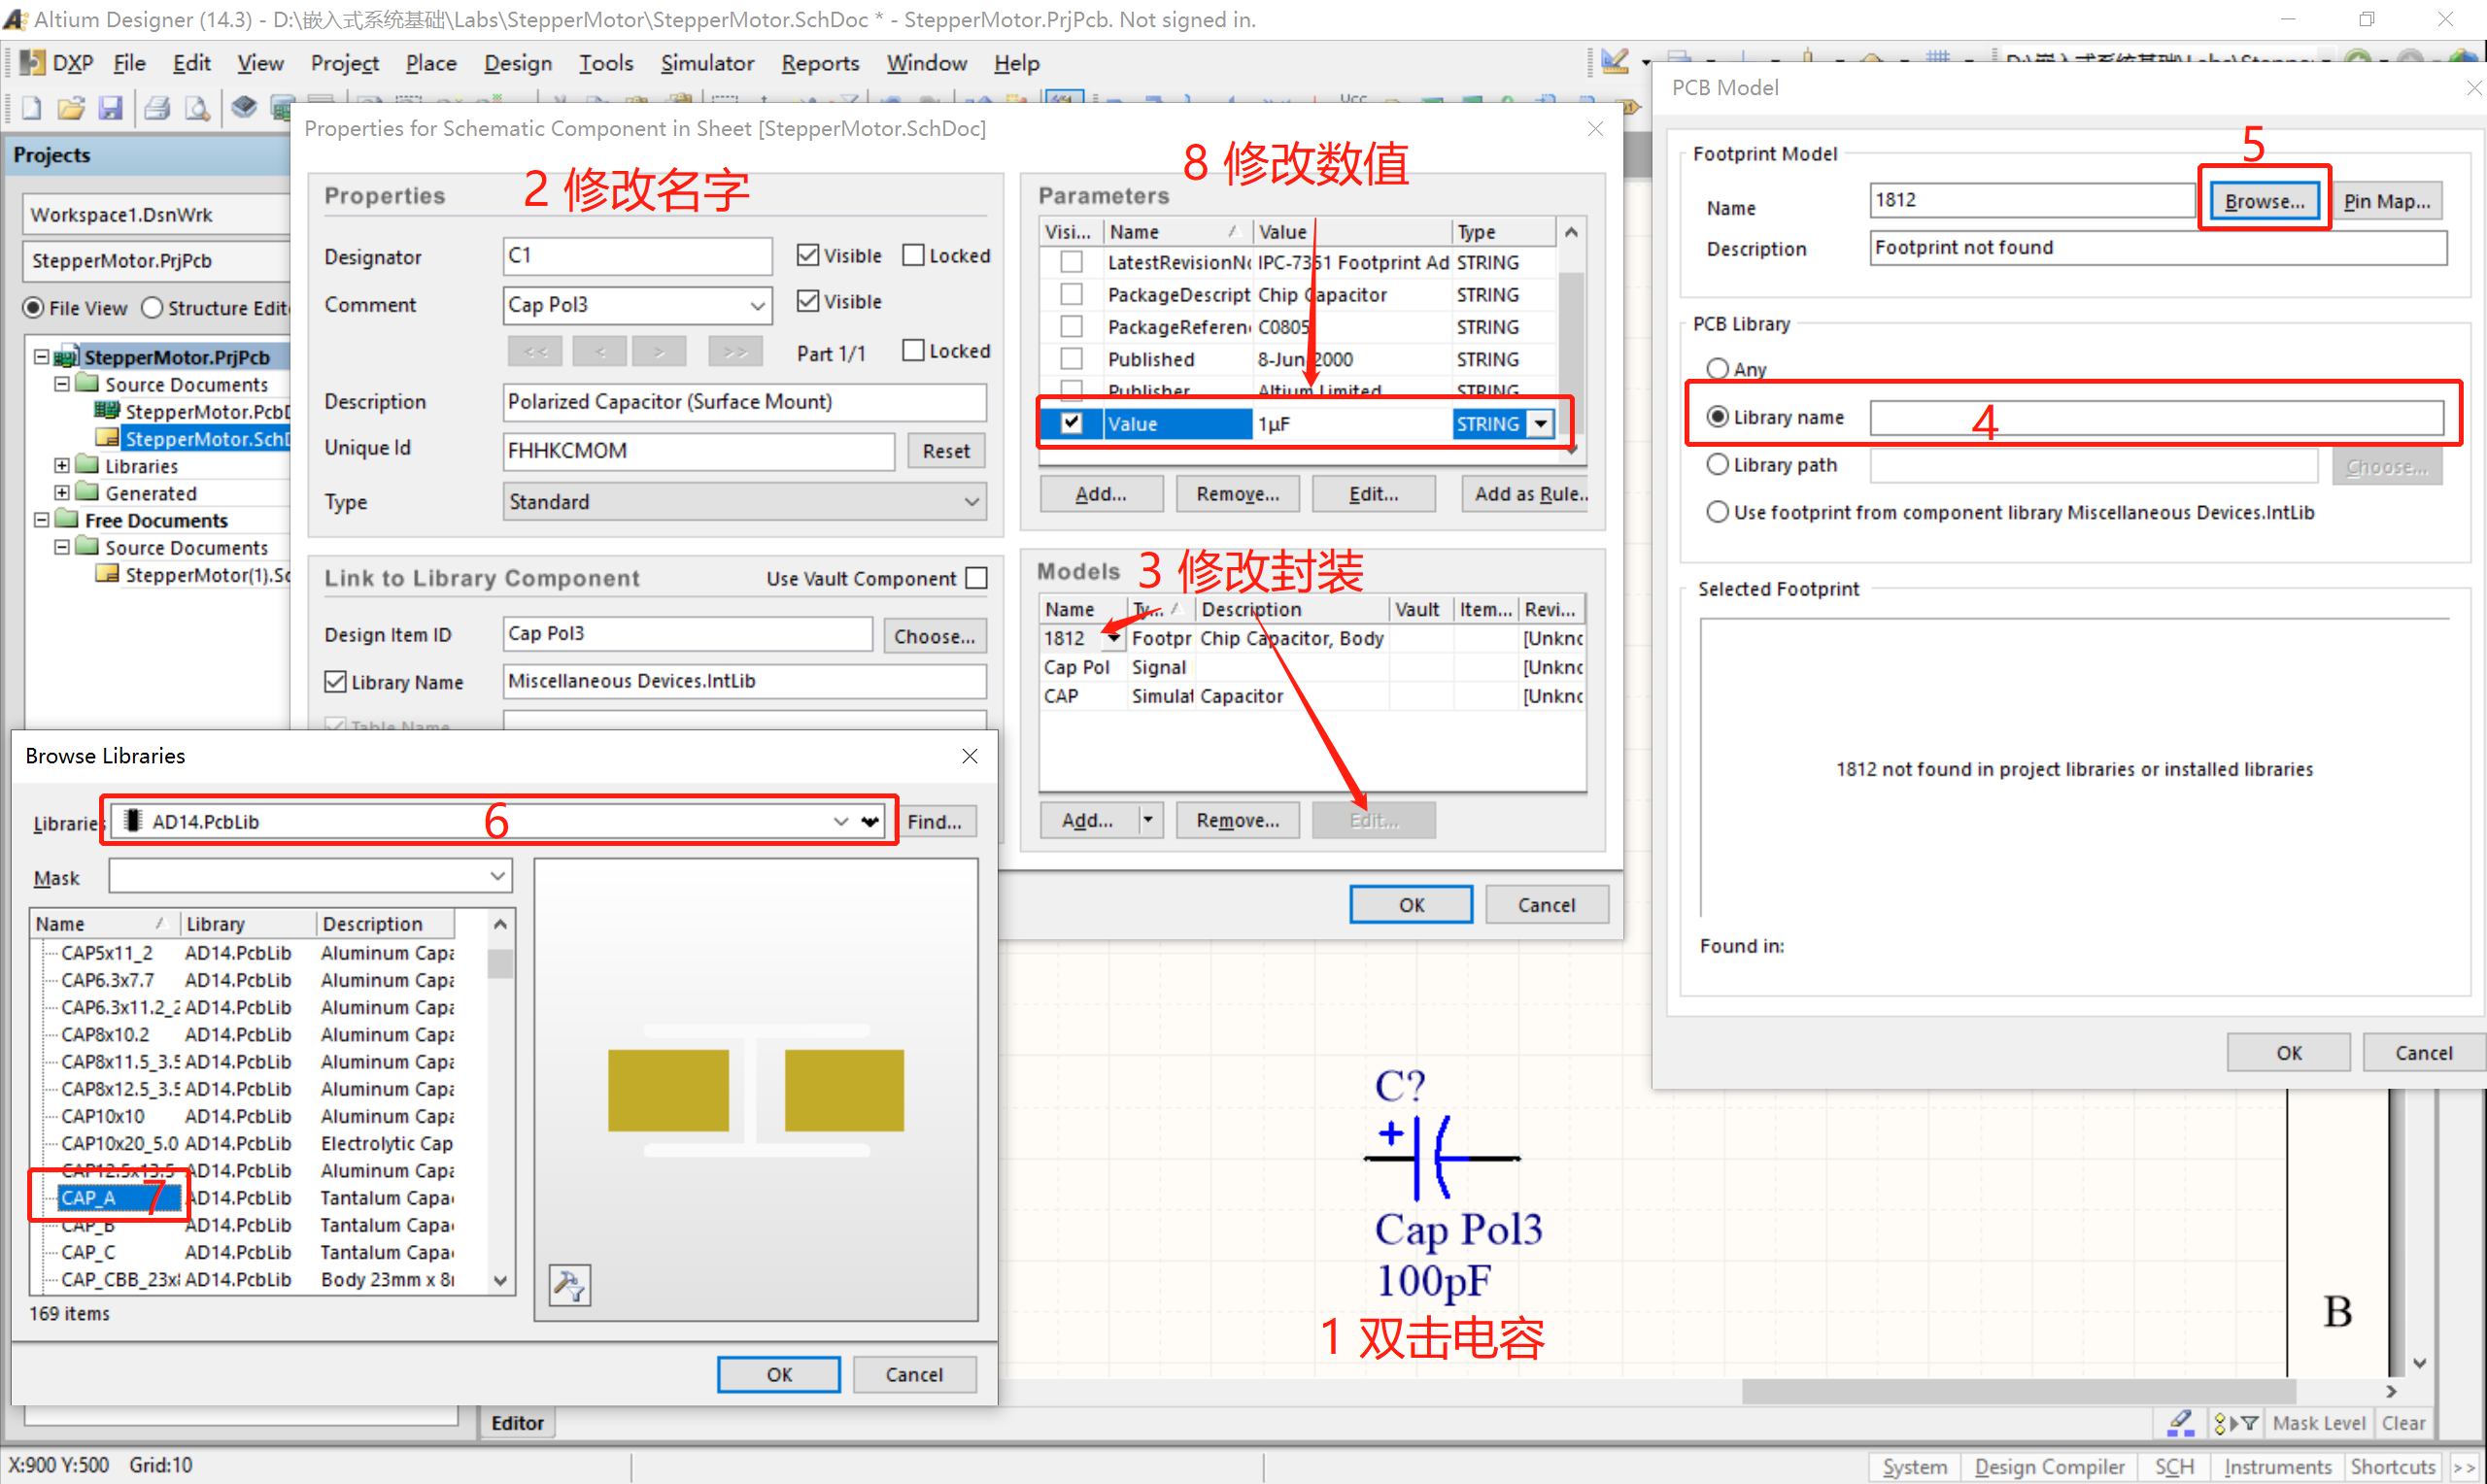 Altium Designer (14.3) - D:\嵌入式系统基础\Labs\StepperMotor\StepperMotor.SchDoc * - StepperMotor.PrjPcb. Not signed in.
DXP File Edit View Project Place Design Tools Simulator Reports Window Help
Projects
Workspace1.DsnWrk
StepperMotor.PrjPcb
File View Structure Edit
StepperMotor.PrjPcb
Source Documents
StepperMotor.Pcb
StepperMotor.Sch
Libraries
Generated
Free Documents
Source Documents
StepperMotor(1).Sc
Properties for Schematic Component in Sheet [StepperMotor.SchDoc]
2 修改名字
Properties
Designator C1 Visible Locked
Comment Cap Pol3 Visible
<< < > >> Part 1/1 Locked
Description Polarized Capacitor (Surface Mount)
Unique Id FHHKCMOM Reset
Type Standard
Link to Library Component Use Vault Component
Design Item ID Cap Pol3 Choose...
Library Name Miscellaneous Devices.IntLib
Table Name
8 修改数值
Parameters
Visi... Name Value Type
LatestRevisionNo IPC-7351 Footprint Ad STRING
PackageDescript Chip Capacitor STRING
PackageReferen C0805 STRING
Published 8-Jun-2000 STRING
Publisher Altium Limited STRING
Value 1µF STRING
Add... Remove... Edit... Add as Rule..
Models 3 修改封装
Name Ty... Description Vault Item... Revi...
1812 Footpr Chip Capacitor, Body [Unkno
Cap Pol Signal [Unkno
CAP Simulat Capacitor [Unkno
Add... Remove... Edit...
OK Cancel
PCB Model
5
Footprint Model
Name 1812 Browse... Pin Map...
Description Footprint not found
PCB Library
Any
Library name 4
Library path Choose...
Use footprint from component library Miscellaneous Devices.IntLib
Selected Footprint
1812 not found in project libraries or installed libraries
Found in:
OK Cancel
Browse Libraries
Libraries AD14.PcbLib 6 Find...
Mask
Name Library Description
CAP5x11_2 AD14.PcbLib Aluminum Capa
CAP6.3x7.7 AD14.PcbLib Aluminum Capa
CAP6.3x11.2_2 AD14.PcbLib Aluminum Capa
CAP8x10.2 AD14.PcbLib Aluminum Capa
CAP8x11.5_3.5 AD14.PcbLib Aluminum Capa
CAP8x12.5_3.5 AD14.PcbLib Aluminum Capa
CAP10x10 AD14.PcbLib Aluminum Capa
CAP10x20_5.0 AD14.PcbLib Electrolytic Cap
CAP12.5x13.5 AD14.PcbLib Aluminum Capa
CAP_A 7 AD14.PcbLib Tantalum Capa
CAP_B AD14.PcbLib Tantalum Capa
CAP_C AD14.PcbLib Tantalum Capa
CAP_CBB_23x8 AD14.PcbLib Body 23mm x 8
169 items
OK Cancel
C?
+
Cap Pol3
100pF
1 双击电容
B
Editor
Mask Level Clear
X:900 Y:500 Grid:10
System Design Compiler SCH Instruments Shortcuts >>